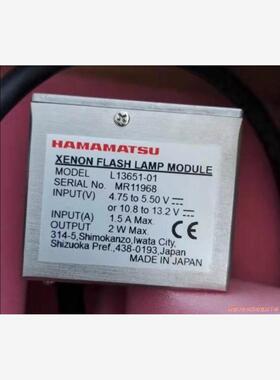 HAMAMATSU
XENON FLASH LAMP MODULE
MODEL L13651-01
SERIAL No. MR11968
INPUT(V) 4.75 to 5.50 V ⎓
or 10.8 to 13.2 V ⎓
INPUT(A) 1.5 A Max.
OUTPUT 2 W Max.
314-5,Shimokanzo,Iwata City,
Shizuoka Pref.,438-0193,Japan
MADE IN JAPAN